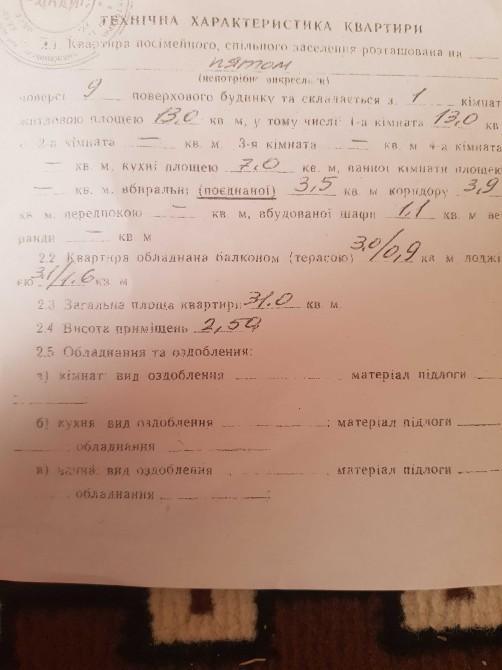 ТЕХНІЧНА ХАРАКТЕРИСТИКА КВАРТИРИ
2.1. Квартира посімейного, спільного заселення розташована на
пятом
(непотрібне викреслити)
поверсі 9 поверхового будинку та складається з 1 кімнат
житловою площею 13,0 кв м, у тому числі 1-а кімната 13,0 кв
2-а кімната — кв м. 3-я кімната — кв. м 4-а кімната
— кв. м, кухні площею 7,0 кв. м, ванної кімнати площею
— кв. м. вбиральні (поєднаної) 3,5 кв м коридору 3,9
кв м. передпокою — кв м, вбудованої шафи 1,1 кв м ве
ранди — кв м
2.2 Квартира обладнана балконом (терасою) 3,0/0,9 кв м лоджі
єю 3,1/1,6 кв. м
2.3 Загальна площа квартири 31.0 кв м.
2.4 Висота приміщень 2,50
2.5 Обладнання та оздоблення:
а) кімнат: вид оздоблення ; матеріал підлоги
;
б) кухня вид оздоблення ; матеріал підлоги
; обладнання ;
в) ванна: вид оздоблення , матеріал підлоги
; обладнання ;